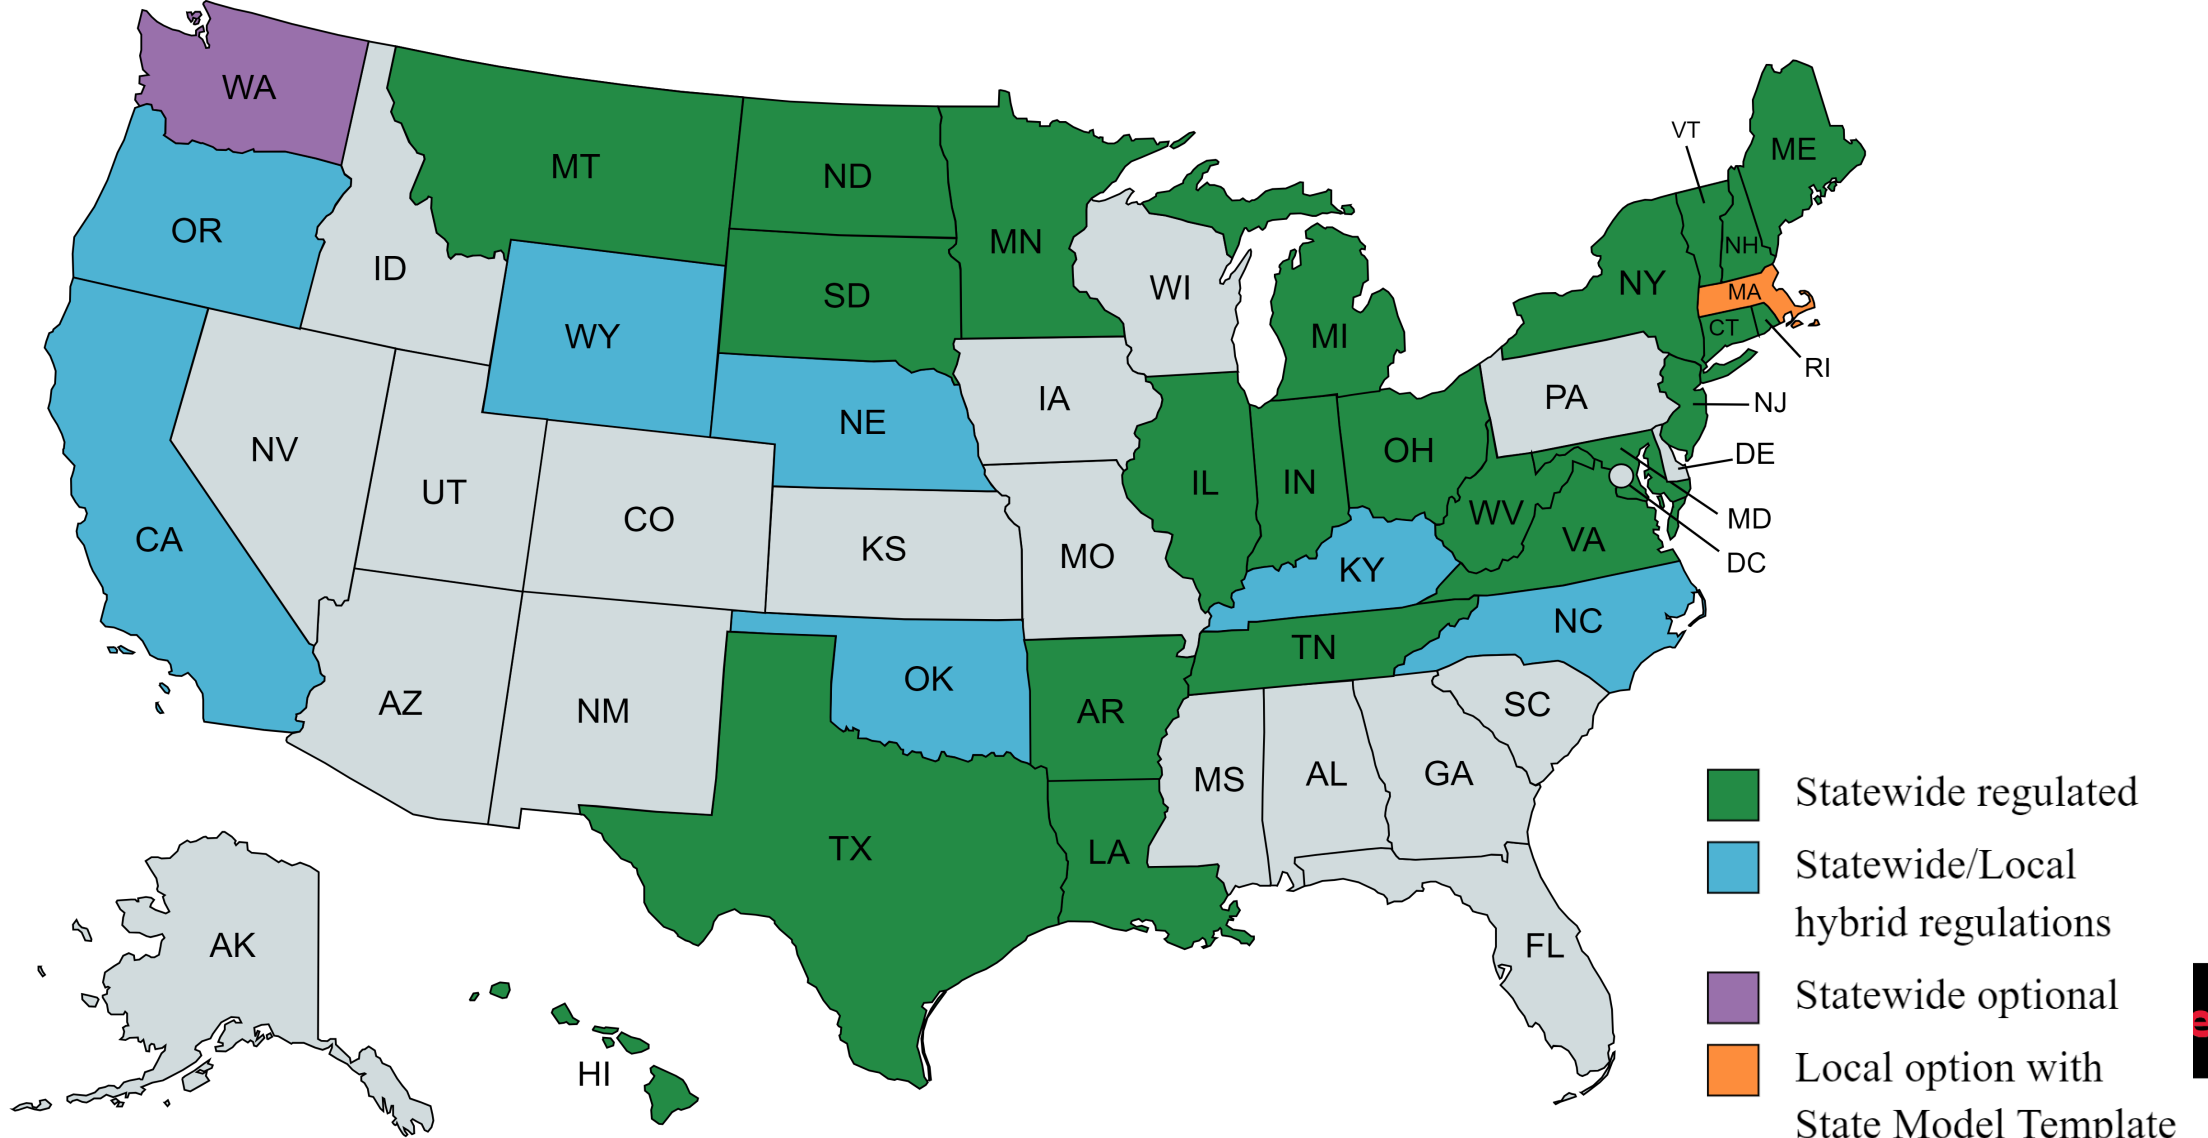 WA
MT
ND
MN
VT
ME
OR
ID
SD
WI
NY
NH
MA
WY
MI
CT
RI
NE
IA
PA
NJ
NV
UT
CO
IL
IN
OH
DE
CA
KS
MO
WV
VA
MD
DC
KY
NC
TN
AZ
NM
OK
AR
SC
MS
AL
GA
TX
LA
AK
FL
HI
Statewide regulated
Statewide/Local
hybrid regulations
Statewide optional
Local option with
State Model Template
e